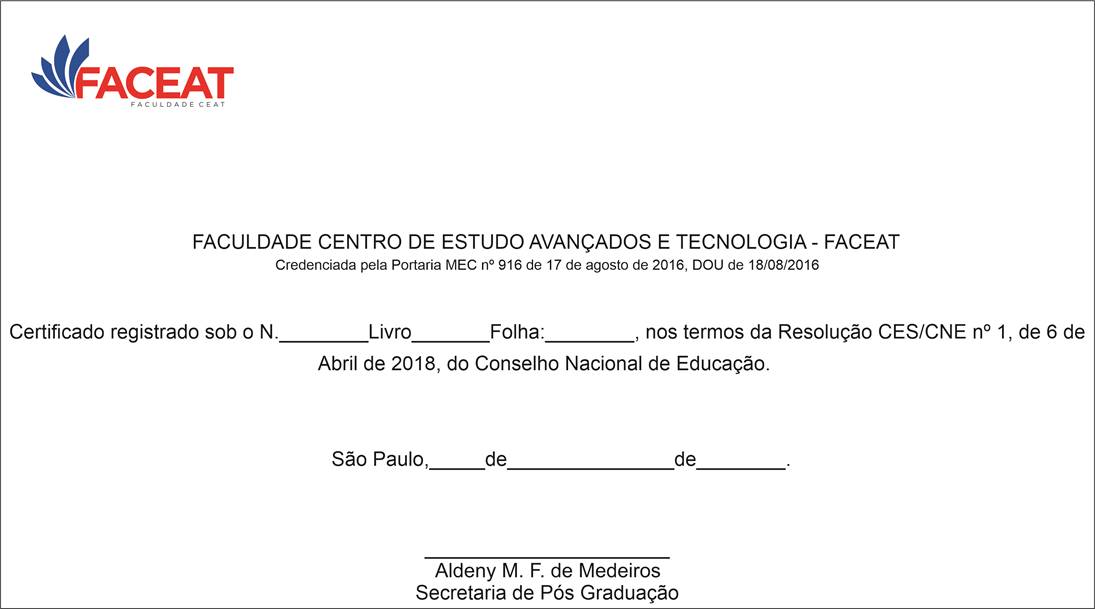 FACEAT
FACULDADE CEAT
FACULDADE CENTRO DE ESTUDO AVANÇADOS E TECNOLOGIA - FACEAT
Credenciada pela Portaria MEC nº 916 de 17 de agosto de 2016, DOU de 18/08/2016
Certificado registrado sob o N.________Livro_______Folha:________, nos termos da Resolução CES/CNE nº 1, de 6 de
Abril de 2018, do Conselho Nacional de Educação.
São Paulo,_____de_______________de________.
______________________
Aldeny M. F. de Medeiros
Secretaria de Pós Graduação